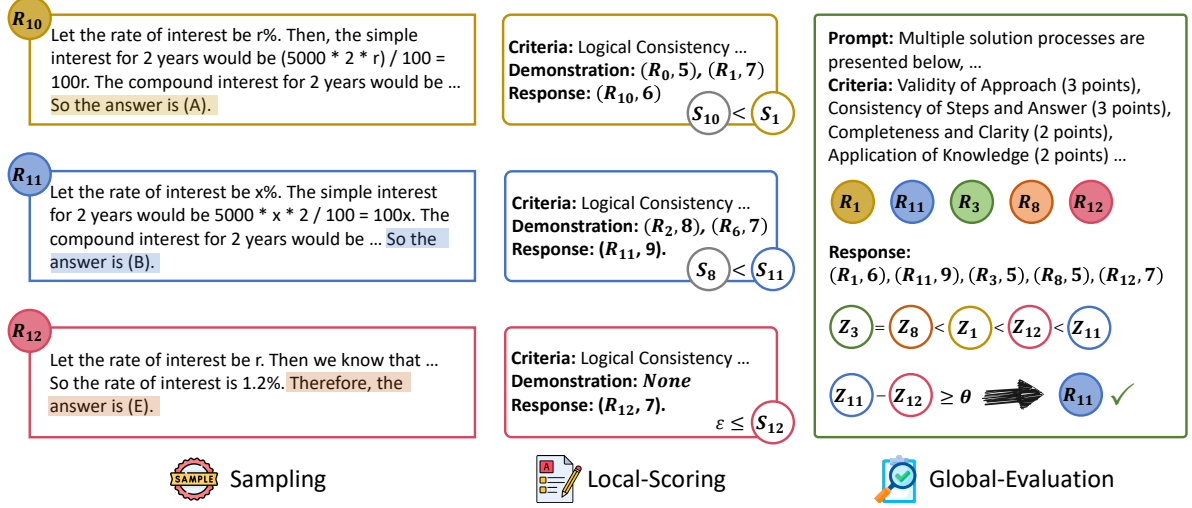 R10
Let the rate of interest be r%. Then, the simple
interest for 2 years would be (5000 * 2 * r) / 100 =
100r. The compound interest for 2 years would be ...
So the answer is (A).
R11
Let the rate of interest be x%. The simple interest
for 2 years would be 5000 * x * 2 / 100 = 100x. The
compound interest for 2 years would be ... So the
answer is (B).
R12
Let the rate of interest be r. Then we know that ...
So the rate of interest is 1.2%. Therefore, the
answer is (E).
SAMPLE
Sampling
Criteria: Logical Consistency ...
Demonstration: (R0, 5), (R1, 7)
Response: (R10, 6)
S10 < S1
Criteria: Logical Consistency ...
Demonstration: (R2, 8), (R6, 7)
Response: (R11, 9).
S8 < S11
Criteria: Logical Consistency ...
Demonstration: None
Response: (R12, 7).
ε ≤ S12
A
Local-Scoring
Prompt: Multiple solution processes are
presented below, ...
Criteria: Validity of Approach (3 points),
Consistency of Steps and Answer (3 points),
Completeness and Clarity (2 points),
Application of Knowledge (2 points) ...
R1 R11 R3 R8 R12
Response:
(R1, 6), (R11, 9), (R3, 5), (R8, 5), (R12, 7)
Z3 = Z8 < Z1 < Z12 < Z11
Z11 − Z12 ≥ θ R11 ✓
Global-Evaluation